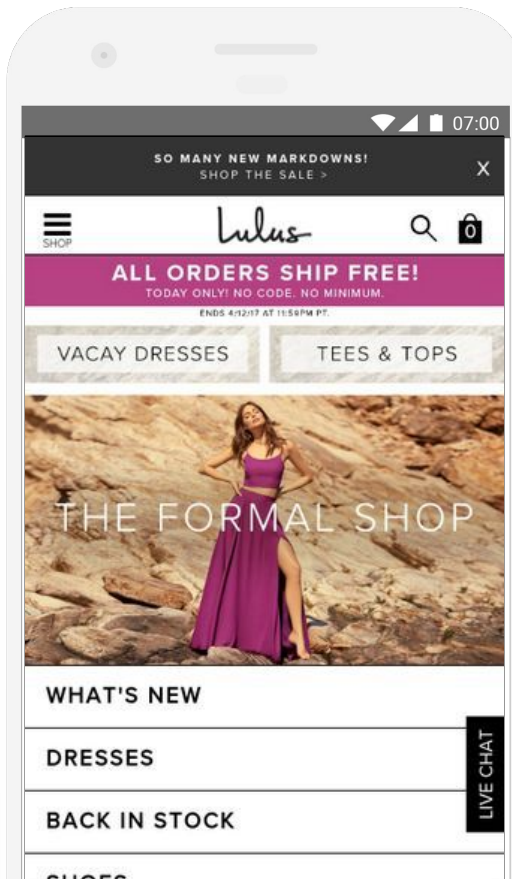 07:00
SO MANY NEW MARKDOWNS!
SHOP THE SALE >
X
SHOP
Lulus
0
ALL ORDERS SHIP FREE!
TODAY ONLY! NO CODE. NO MINIMUM.
ENDS 4/12/17 AT 11:59PM PT.
VACAY DRESSES
TEES & TOPS
THE FORMAL SHOP
WHAT'S NEW
DRESSES
LIVE CHAT
BACK IN STOCK
SHOES